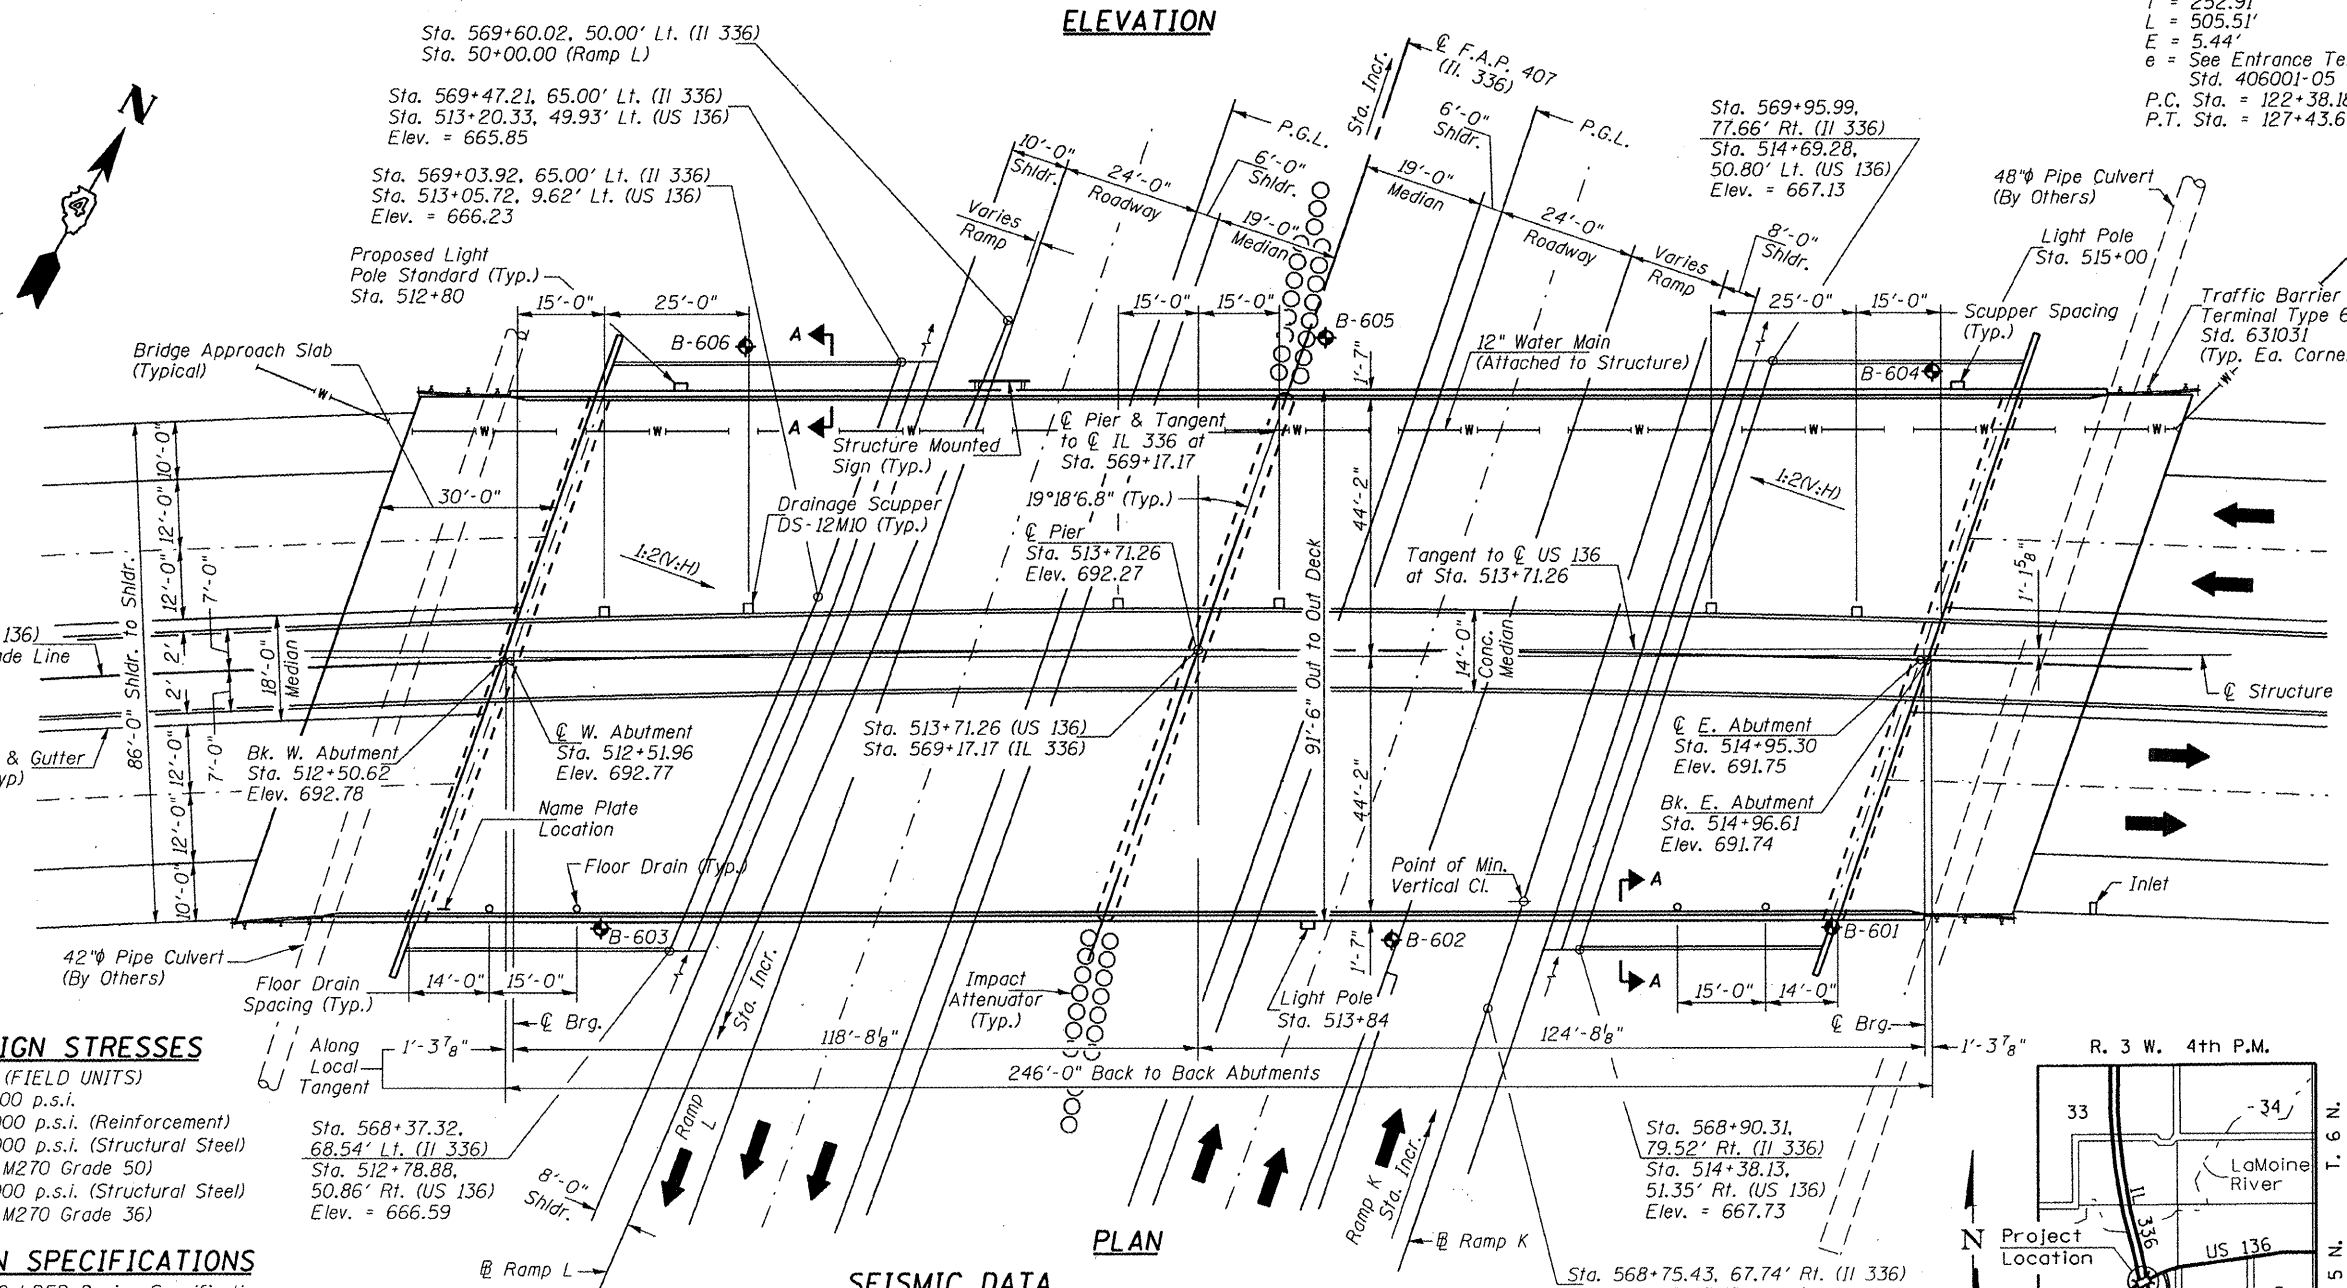 ELEVATION
L = 505.51'
E = 5.44'
e = See Entrance Te
Std. 406001-05
P.C. Sta. = 122+38.18
P.T. Sta. = 127+43.6
N
4
Sta. 569+60.02, 50.00' Lt. (Il 336)
Sta. 50+00.00 (Ramp L)
Sta. 569+47.21, 65.00' Lt. (Il 336)
Sta. 513+20.33, 49.93' Lt. (US 136)
Elev. = 665.85
Sta. 569+03.92, 65.00' Lt. (Il 336)
Sta. 513+05.72, 9.62' Lt. (US 136)
Elev. = 666.23
Proposed Light
Pole Standard (Typ.)
Sta. 512+80
15'-0"
25'-0"
B-606
A
A
Bridge Approach Slab
(Typical)
10'-0"
Shldr.
24'-0"
Roadway
Varies
Ramp
P.G.L.
6'-0"
Shldr.
19'-0"
Median
Sta. Incr.
℄ F.A.P. 407
(Il. 336)
6'-0"
Shldr.
19'-0"
Median
P.G.L.
24'-0"
Roadway
Varies
Ramp
8'-0"
Shldr.
Sta. 569+95.99,
77.66' Rt. (Il 336)
Sta. 514+69.28,
50.80' Lt. (US 136)
Elev. = 667.13
48"ϕ Pipe Culvert
(By Others)
Light Pole
Sta. 515+00
25'-0"
15'-0"
Scupper Spacing
(Typ.)
Traffic Barrier
Terminal Type 6
Std. 631031
(Typ. Ea. Corne
15'-0"
15'-0"
B-605
12" Water Main
(Attached to Structure)
1'-7"
B-604
W W W W W W W W W W W W W
Structure Mounted
Sign (Typ.)
℄ Pier & Tangent
to ℄ IL 336 at
Sta. 569+17.17
30'-0"
Drainage Scupper
DS-12M10 (Typ.)
19°18'6.8" (Typ.)
℄ Pier
Sta. 513+71.26
Elev. 692.27
1:2(V:H)
1:2(V:H)
44'-2"
Tangent to ℄ US 136
at Sta. 513+71.26
1'-1 5/8"
10'-0"
12'-0"
12'-0"
7'-0"
2'
2'
7'-0"
12'-0"
12'-0"
10'-0"
86'-0" Shldr. to Shldr.
18'-0"
Median
136)
de Line
& Gutter
yp)
91'-6" Out to Out Deck
14'-0"
Conc.
Median
℄ Structure
Bk. W. Abutment
Sta. 512+50.62
Elev. 692.78
℄ W. Abutment
Sta. 512+51.96
Elev. 692.77
Sta. 513+71.26 (US 136)
Sta. 569+17.17 (IL 336)
℄ E. Abutment
Sta. 514+95.30
Elev. 691.75
Bk. E. Abutment
Sta. 514+96.61
Elev. 691.74
44'-2"
Name Plate
Location
Floor Drain (Typ.)
Point of Min.
Vertical Cl.
A
A
Inlet
B-603
B-602
B-601
42"ϕ Pipe Culvert
(By Others)
Floor Drain
Spacing (Typ.)
14'-0"
15'-0"
Sta. Incr.
Impact
Attenuator
(Typ.)
1'-7"
Light Pole
Sta. 513+84
15'-0"
14'-0"
℄ Brg.
℄ Brg.
Along
Local
Tangent
1'-3 7/8"
118'-8 1/8"
124'-8 1/8"
1'-3 7/8"
246'-0" Back to Back Abutments
IGN STRESSES
(FIELD UNITS)
00 p.s.i.
000 p.s.i. (Reinforcement)
000 p.s.i. (Structural Steel)
M270 Grade 50)
000 p.s.i. (Structural Steel)
M270 Grade 36)
N SPECIFICATIONS
Sta. 568+37.32,
68.54' Lt. (Il 336)
Sta. 512+78.88,
50.86' Rt. (US 136)
Elev. = 666.59
8'-0"
Shldr.
Ramp
L
Ramp K
Sta. Incr.
Sta. 568+90.31,
79.52' Rt. (Il 336)
Sta. 514+38.13,
51.35' Rt. (US 136)
Elev. = 667.73
PLAN
B Ramp L
B Ramp K
SEISMIC DATA
Sta. 568+75.43, 67.74' Rt. (Il 336)
R. 3 W. 4th P.M.
33
34
LaMoine
River
T. 6 N.
5 N.
IL 336
US 136
N
Project
Location